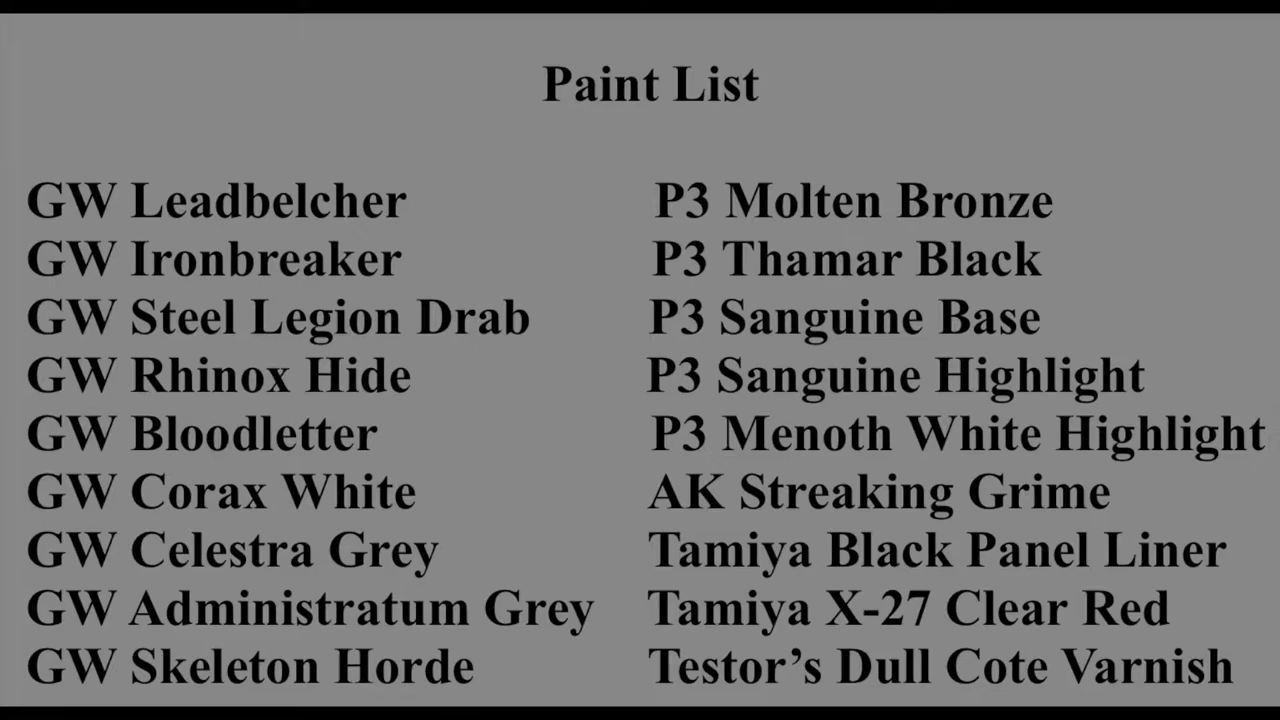 Paint List
GW Leadbelcher
GW Ironbreaker
GW Steel Legion Drab
GW Rhinox Hide
GW Bloodletter
GW Corax White
GW Celestra Grey
GW Administratum Grey
GW Skeleton Horde
P3 Molten Bronze
P3 Thamar Black
P3 Sanguine Base
P3 Sanguine Highlight
P3 Menoth White Highlight
AK Streaking Grime
Tamiya Black Panel Liner
Tamiya X-27 Clear Red
Testor’s Dull Cote Varnish